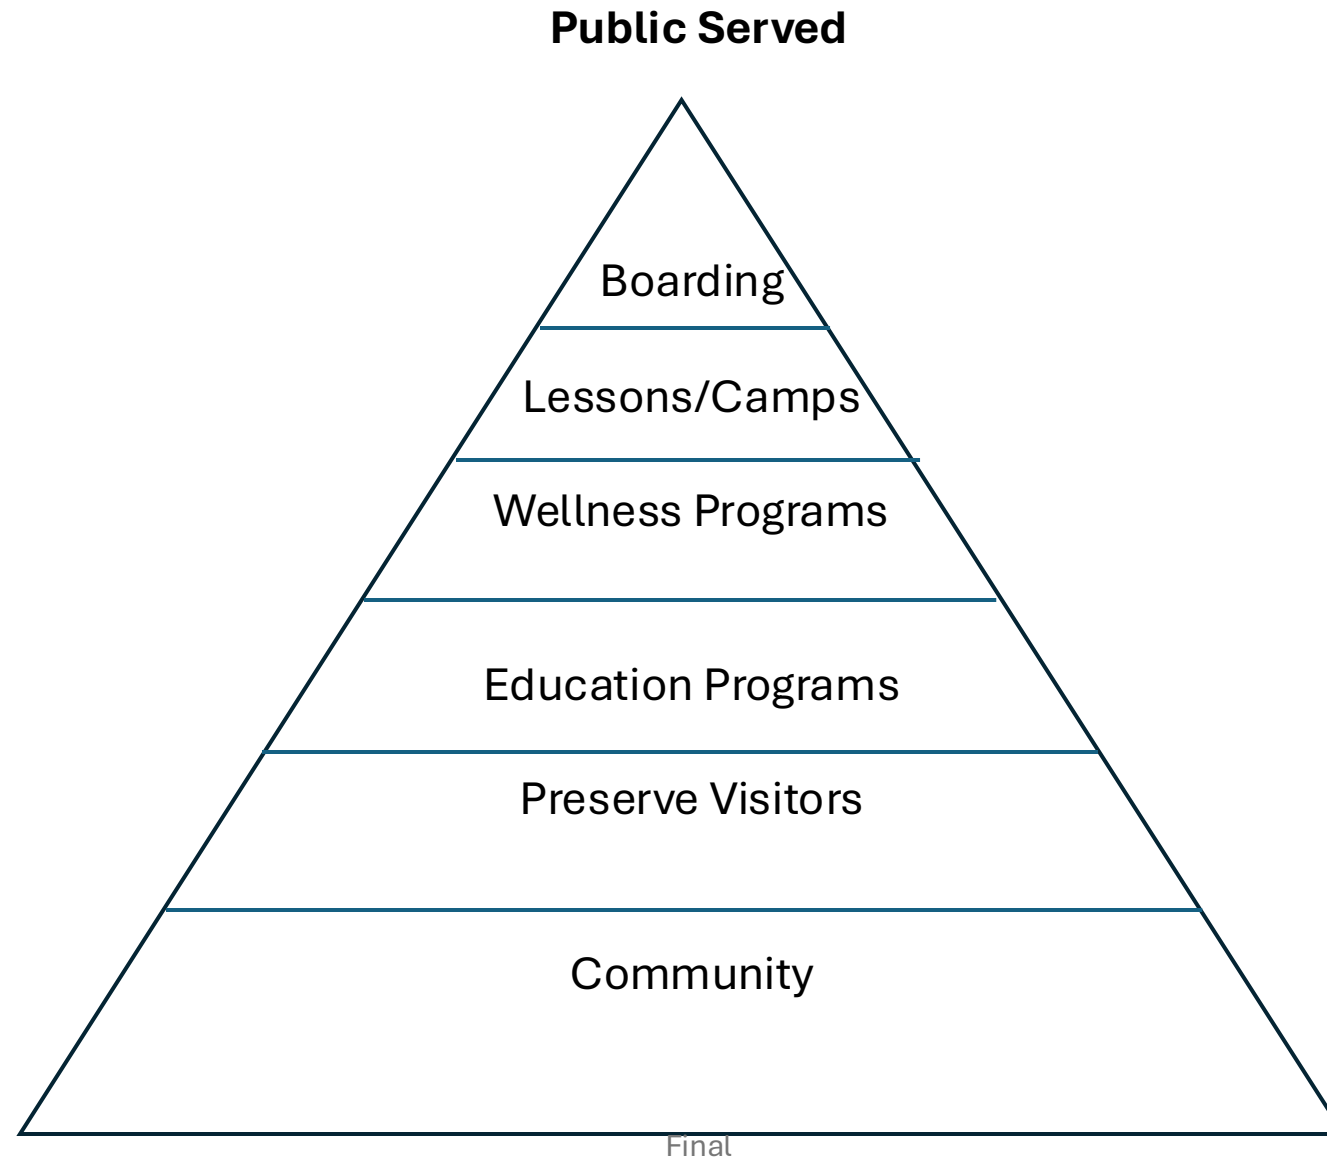 Public Served
Boarding
Lessons/Camps
Wellness Programs
Education Programs
Preserve Visitors
Community
Final